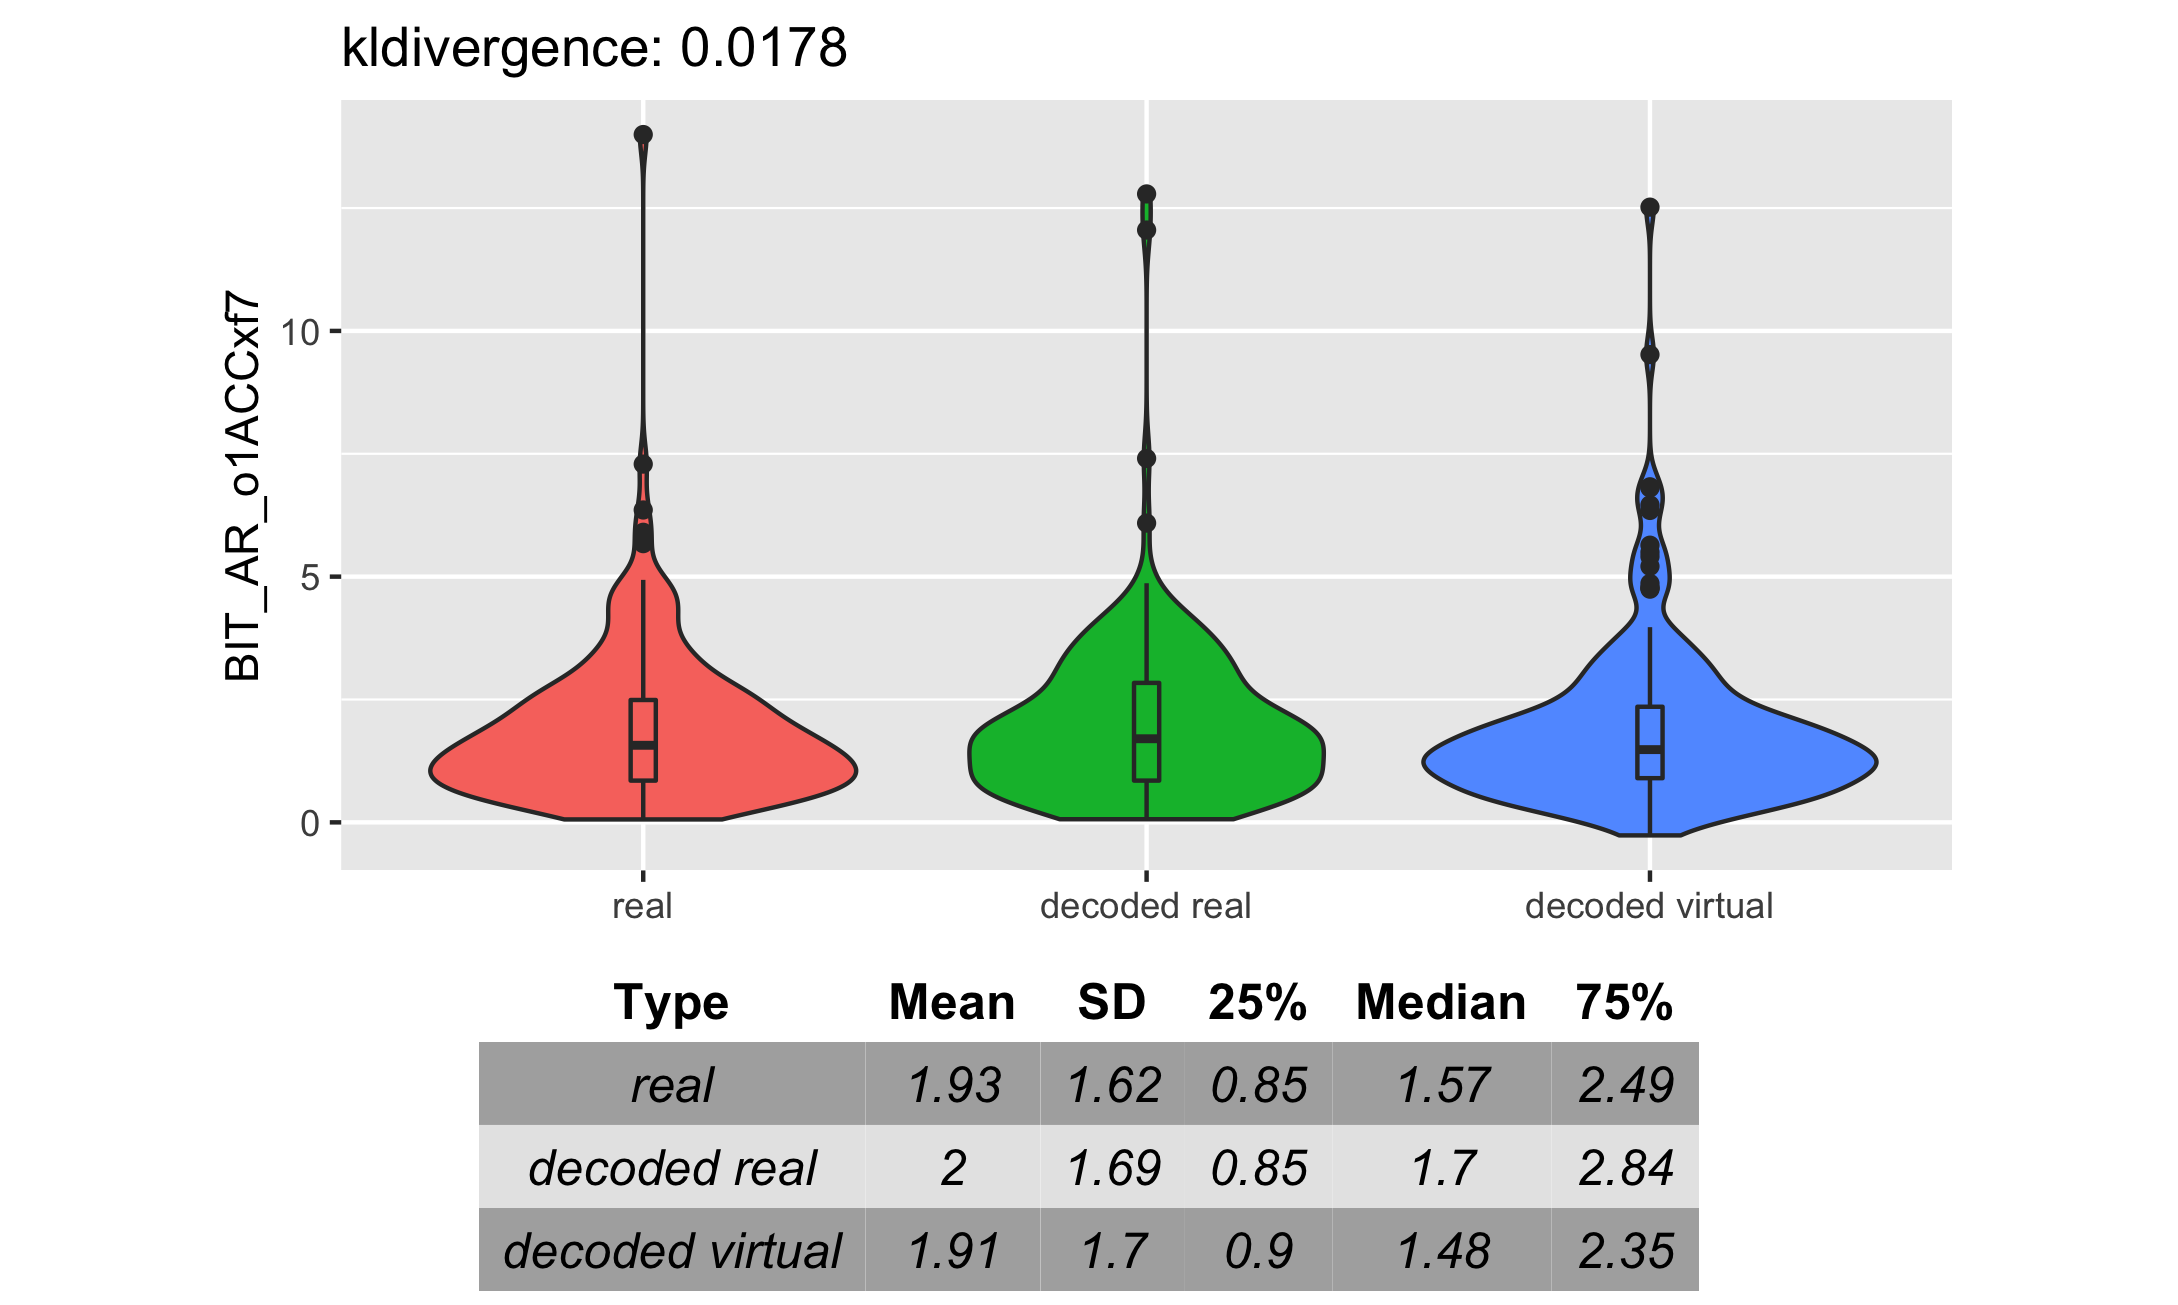 kldivergence: 0.0178
BIT_AR_o1ACCxf7
10
5
0
real decoded real decoded virtual
Type Mean SD 25% Median 75%
real 1.93 1.62 0.85 1.57 2.49
decoded real 2 1.69 0.85 1.7 2.84
decoded virtual 1.91 1.7 0.9 1.48 2.35